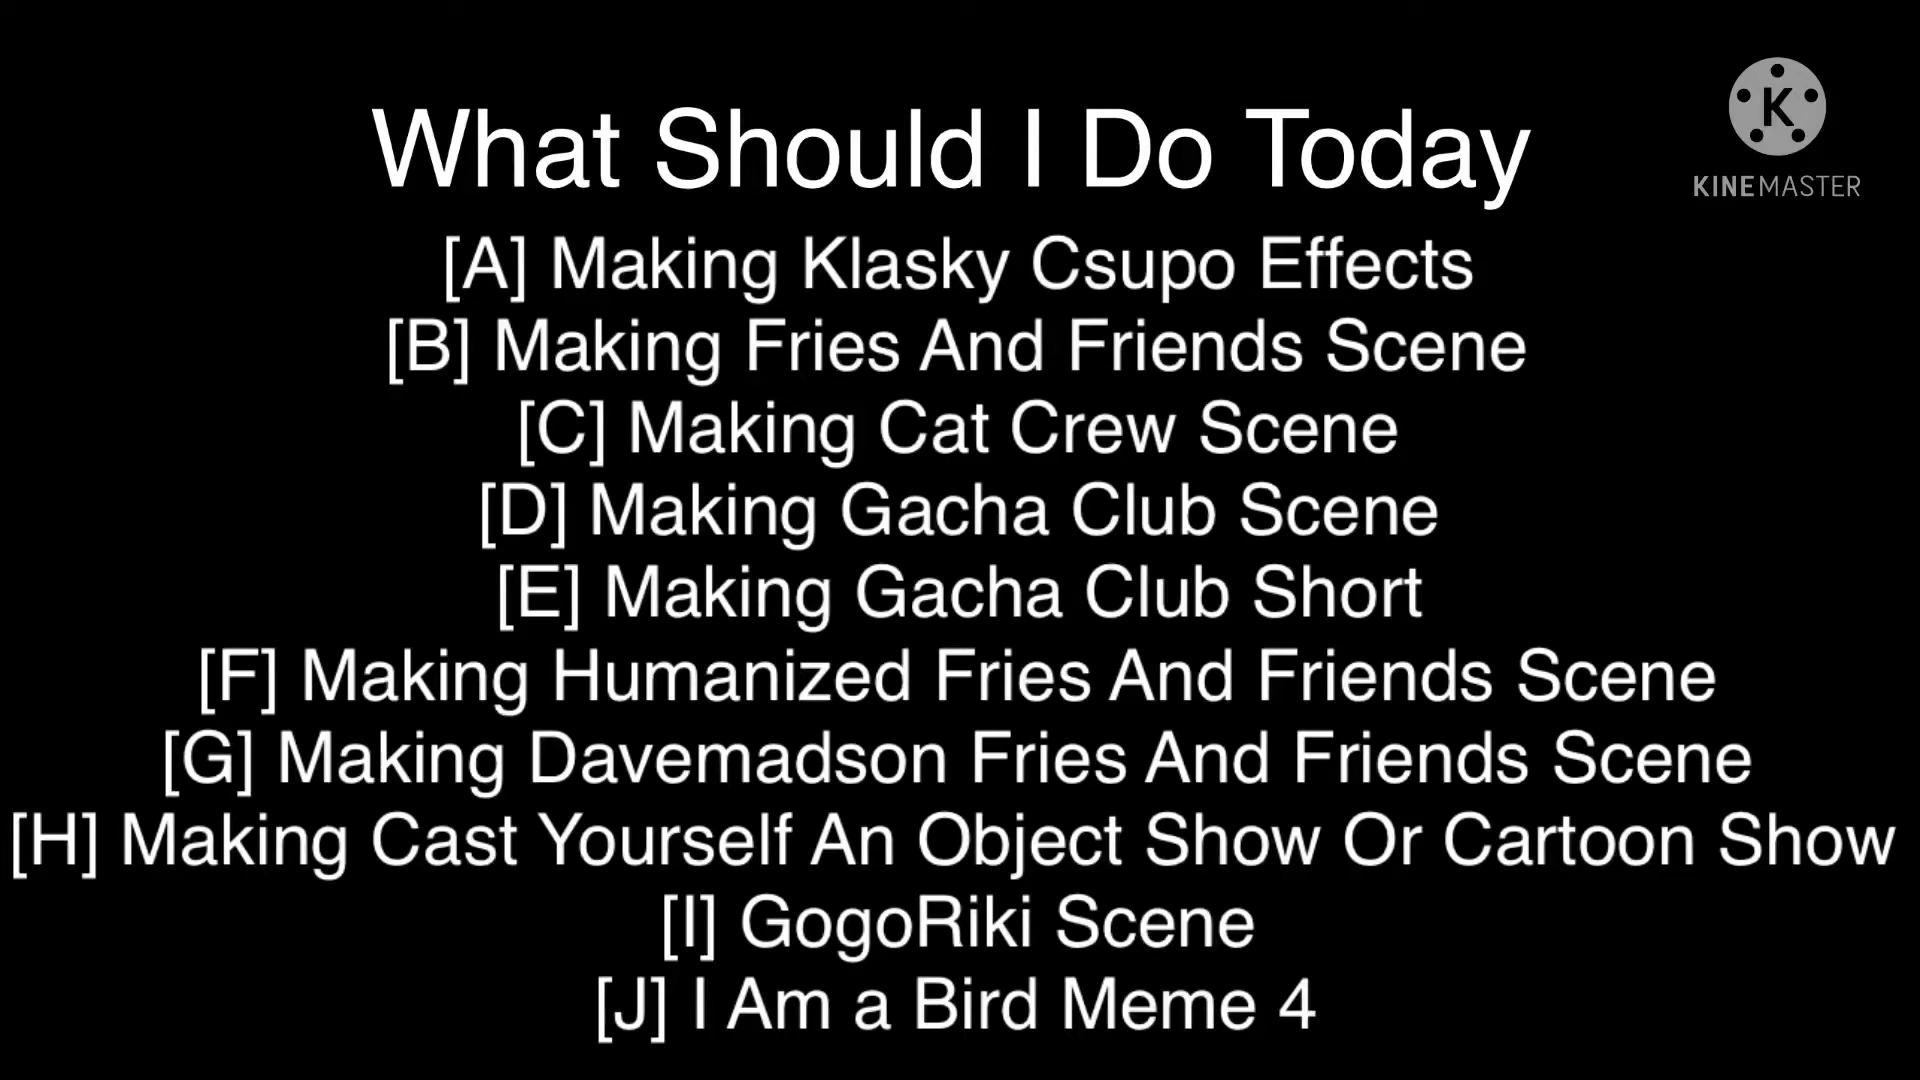 What Should I Do Today
K
KINEMASTER
[A] Making Klasky Csupo Effects
[B] Making Fries And Friends Scene
[C] Making Cat Crew Scene
[D] Making Gacha Club Scene
[E] Making Gacha Club Short
[F] Making Humanized Fries And Friends Scene
[G] Making Davemadson Fries And Friends Scene
[H] Making Cast Yourself An Object Show Or Cartoon Show
[I] GogoRiki Scene
[J] I Am a Bird Meme 4